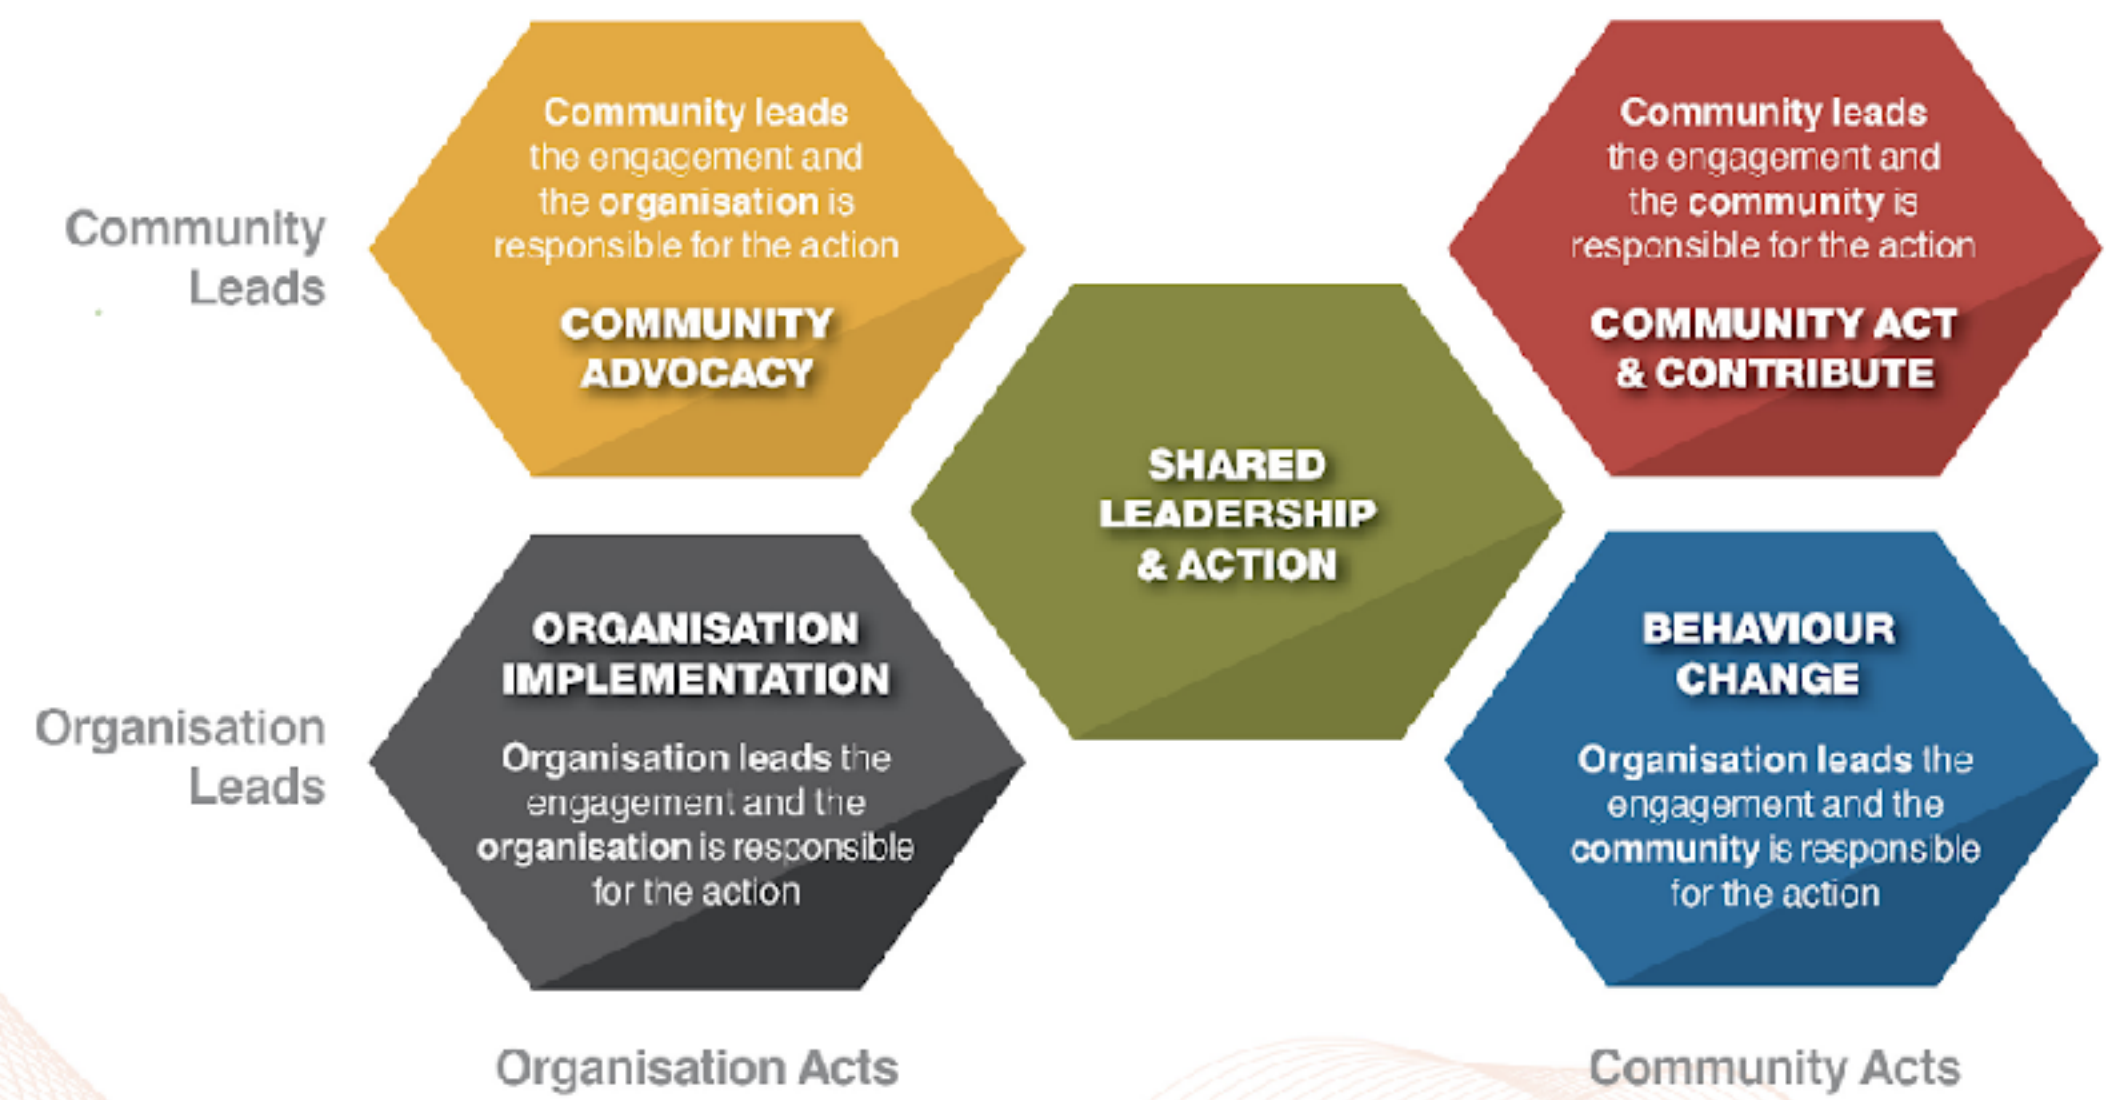 Community leads
the engagement and
the organisation is
responsible for the action
COMMUNITY
ADVOCACY
Community leads
the engagement and
the community is
responsible for the action
COMMUNITY ACT
& CONTRIBUTE
Community
Leads
SHARED
LEADERSHIP
& ACTION
ORGANISATION
IMPLEMENTATION
Organisation leads the
engagement and the
organisation is responsible
for the action
BEHAVIOUR
CHANGE
Organisation leads the
engagement and the
community is responsible
for the action
Organisation
Leads
Organisation Acts
Community Acts